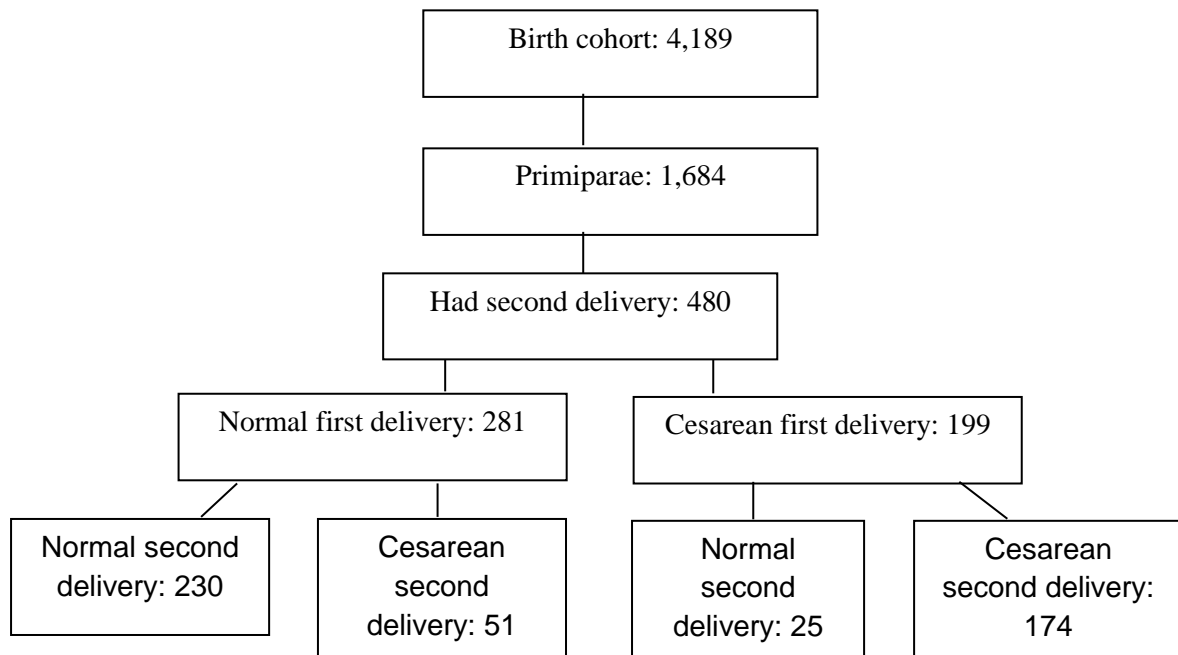 Birth cohort: 4,189
Primiparae: 1,684
Had second delivery: 480
Normal first delivery: 281
Cesarean first delivery: 199
Normal second
delivery: 230
Cesarean
second
delivery: 51
Normal
second
delivery: 25
Cesarean
second delivery:
174